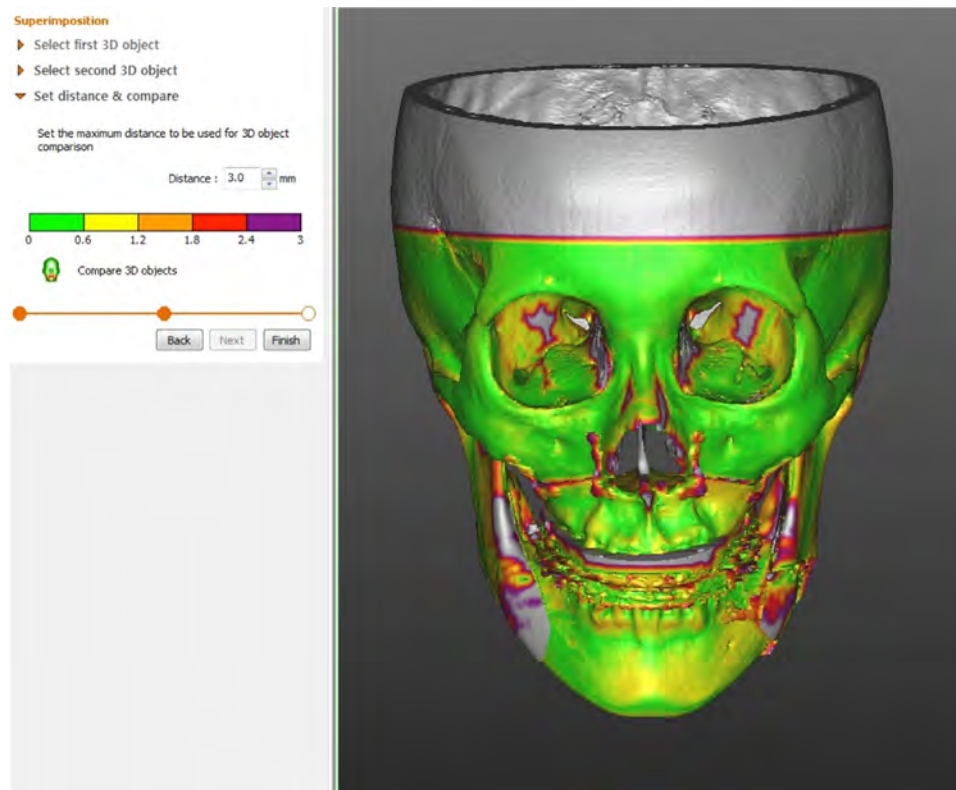 Superimposition
Select first 3D object
Select second 3D object
Set distance & compare
Set the maximum distance to be used for 3D object
comparison
Distance : 3.0 mm
0 0.6 1.2 1.8 2.4 3
Compare 3D objects
Back Next Finish